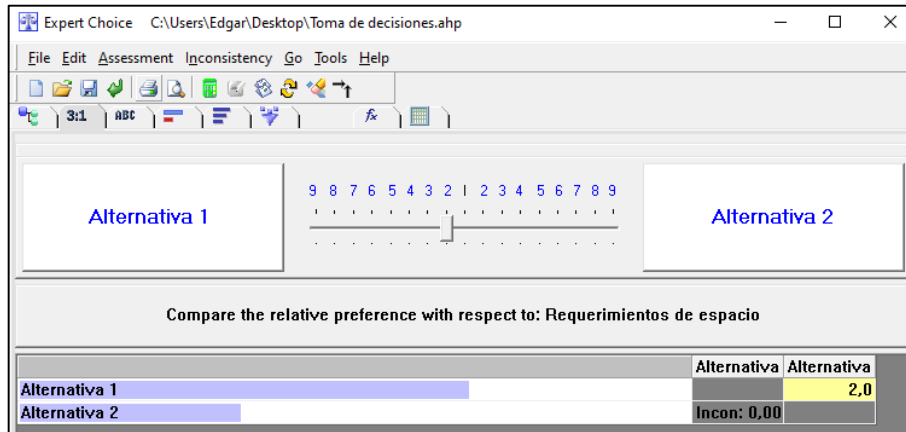 Expert Choice C:\Users\Edgar\Desktop\Toma de decisiones.ahp
File Edit Assessment Inconsistency Go Tools Help
3:1 ABC fx
9 8 7 6 5 4 3 2 | 2 3 4 5 6 7 8 9
Alternativa 1 Alternativa 2
Compare the relative preference with respect to: Requerimientos de espacio
Alternativa Alternativa
Alternativa 1 2,0
Alternativa 2 Incon: 0,00